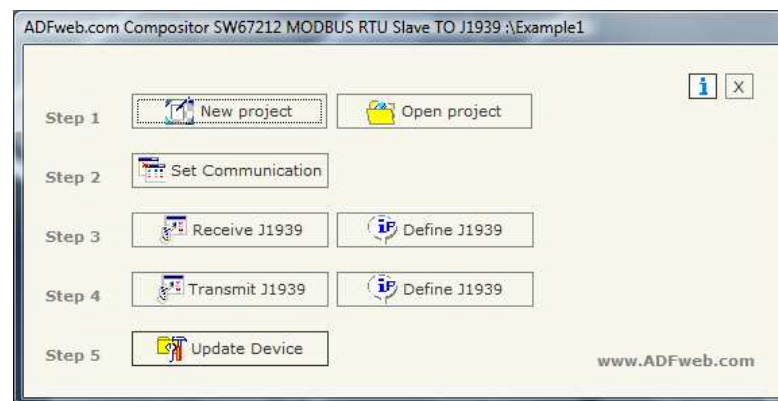 ADFweb.com Compositor SW67212 MODBUS RTU Slave TO J1939 :\Example1
i X
Step 1 New project Open project
Step 2 Set Communication
Step 3 Receive J1939 Define J1939
Step 4 Transmit J1939 Define J1939
Step 5 Update Device
www.ADFweb.com